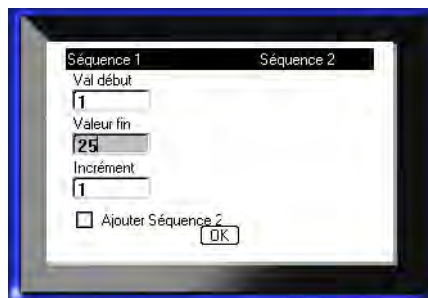 Séquence 1 Séquence 2
Val début
1
Valeur fin
25
Incrément
1
Ajouter Séquence 2
OK